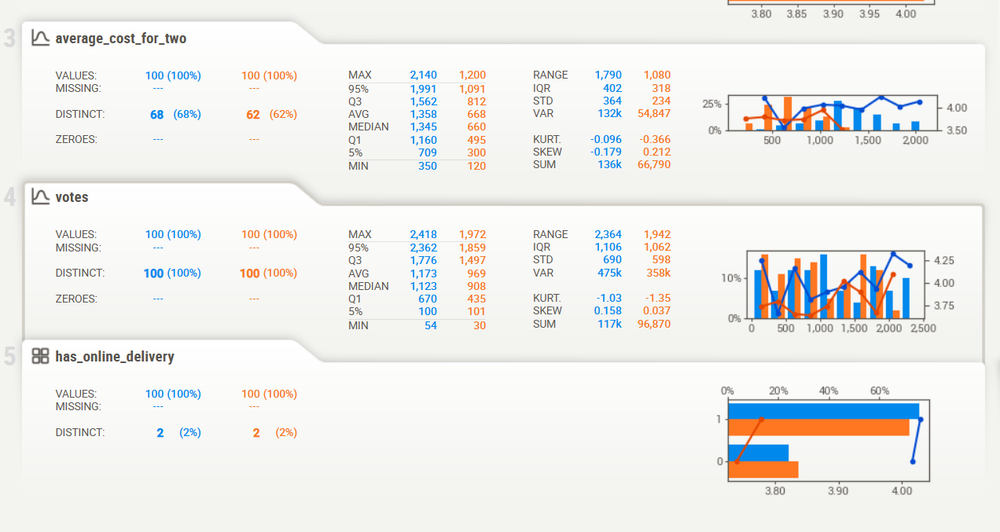 3.80 3.85 3.90 3.95 4.00
3 average_cost_for_two
VALUES: 100 (100%) 100 (100%)
MISSING: --- ---
DISTINCT: 68 (68%) 62 (62%)
ZEROES: --- ---
MAX 2,140 1,200
95% 1,991 1,091
Q3 1,562 812
AVG 1,358 668
MEDIAN 1,345 660
Q1 1,160 495
5% 709 300
MIN 350 120
RANGE 1,790 1,080
IQR 402 318
STD 364 234
VAR 132k 54,847
KURT. -0.096 -0.366
SKEW -0.179 0.212
SUM 136k 66,790
25% 4.00
0% 3.50
500 1,000 1,500 2,000
4 votes
VALUES: 100 (100%) 100 (100%)
MISSING: --- ---
DISTINCT: 100 (100%) 100 (100%)
ZEROES: --- ---
MAX 2,418 1,972
95% 2,362 1,859
Q3 1,776 1,497
AVG 1,173 969
MEDIAN 1,123 908
Q1 670 435
5% 100 101
MIN 54 30
RANGE 2,364 1,942
IQR 1,106 1,062
STD 690 598
VAR 475k 358k
KURT. -1.03 -1.35
SKEW 0.158 0.037
SUM 117k 96,870
4.25
10% 4.00
3.75
0%
0 500 1,000 1,500 2,000 2,500
5 has_online_delivery
VALUES: 100 (100%) 100 (100%)
MISSING: --- ---
DISTINCT: 2 (2%) 2 (2%)
0% 20% 40% 60%
1
0
3.80 3.90 4.00